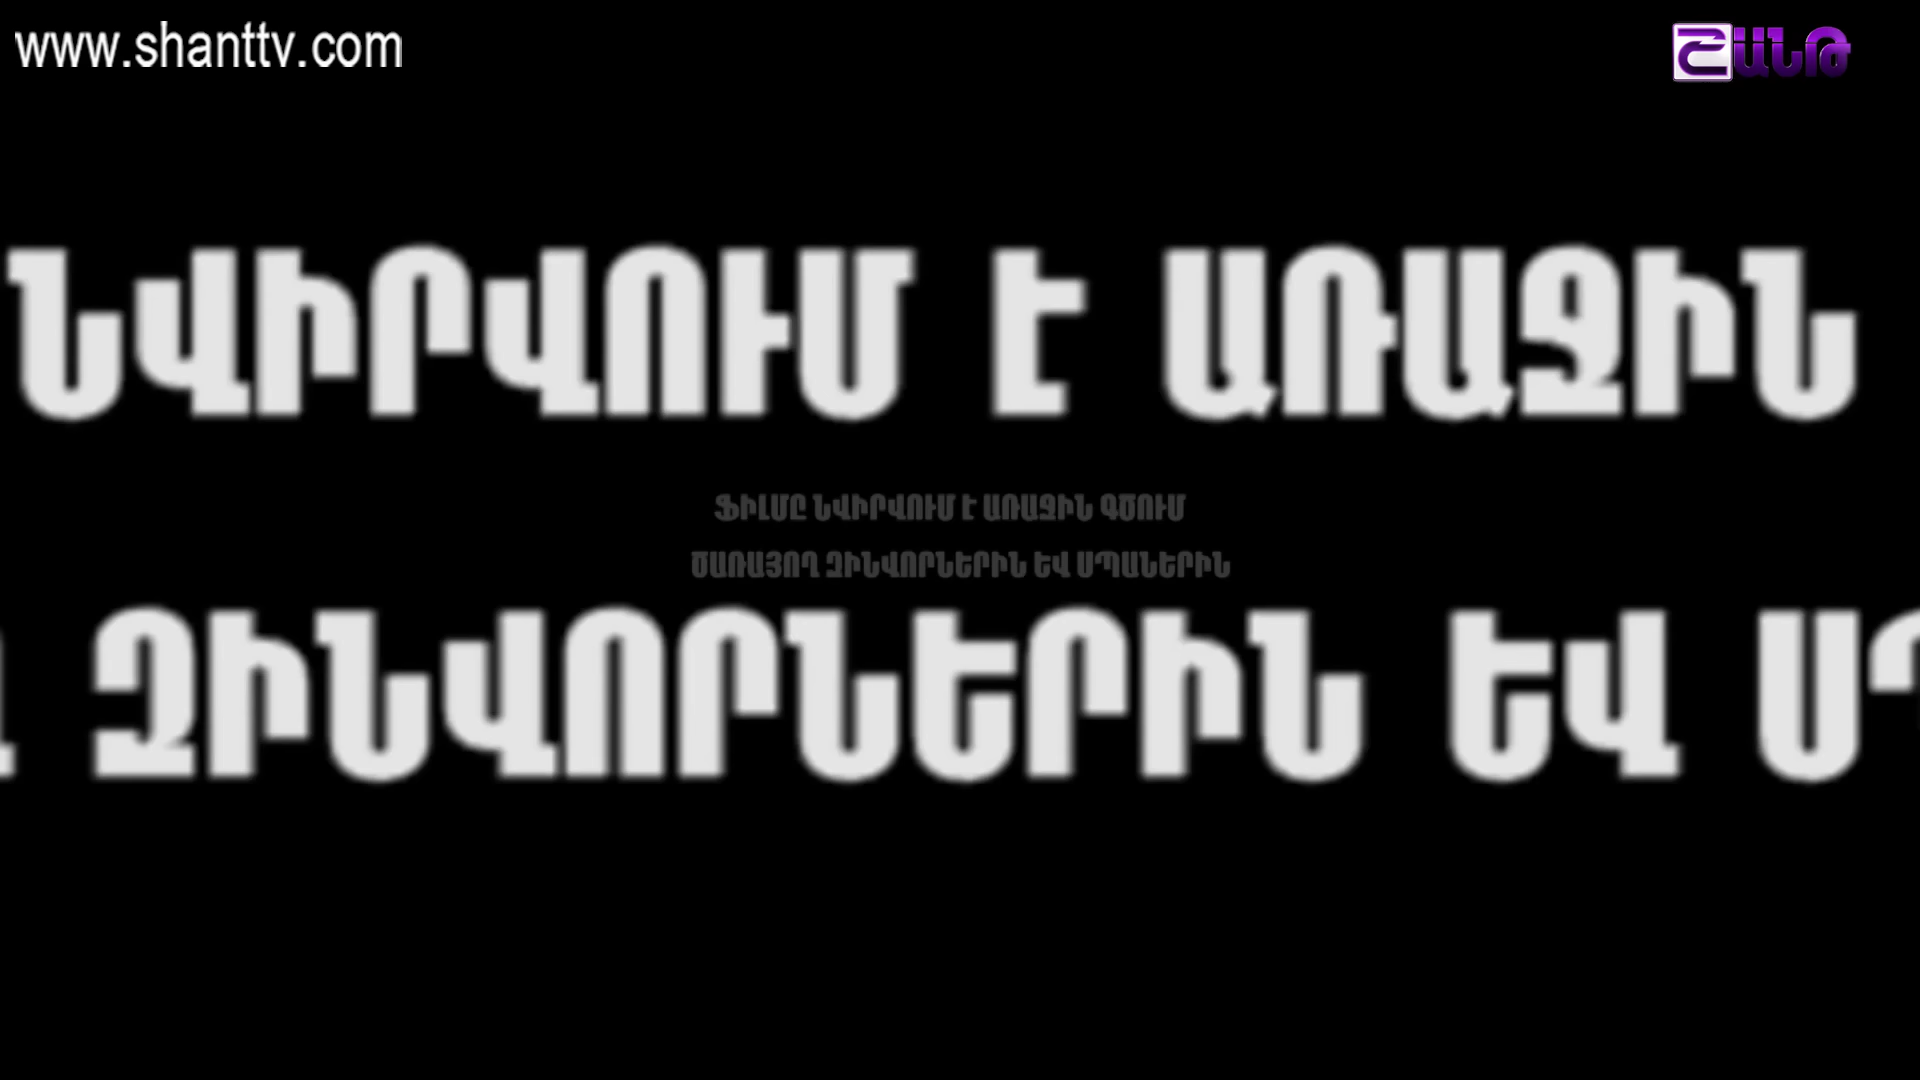 www.shanttv.com
ՇԱՆԹ
ՆՎԻՐՎՈՒՄ Է ԱՌԱՋԻՆ
ՖԻԼՄԸ ՆՎԻՐՎՈՒՄ Է ԱՌԱՋԻՆ ԳԾՈՒՄ
ԾԱՌԱՅՈՂ ԶԻՆՎՈՐՆԵՐԻՆ ԵՎ ՍՊԱՆԵՐԻՆ
ԶԻՆՎՈՐՆԵՐԻՆ ԵՎ